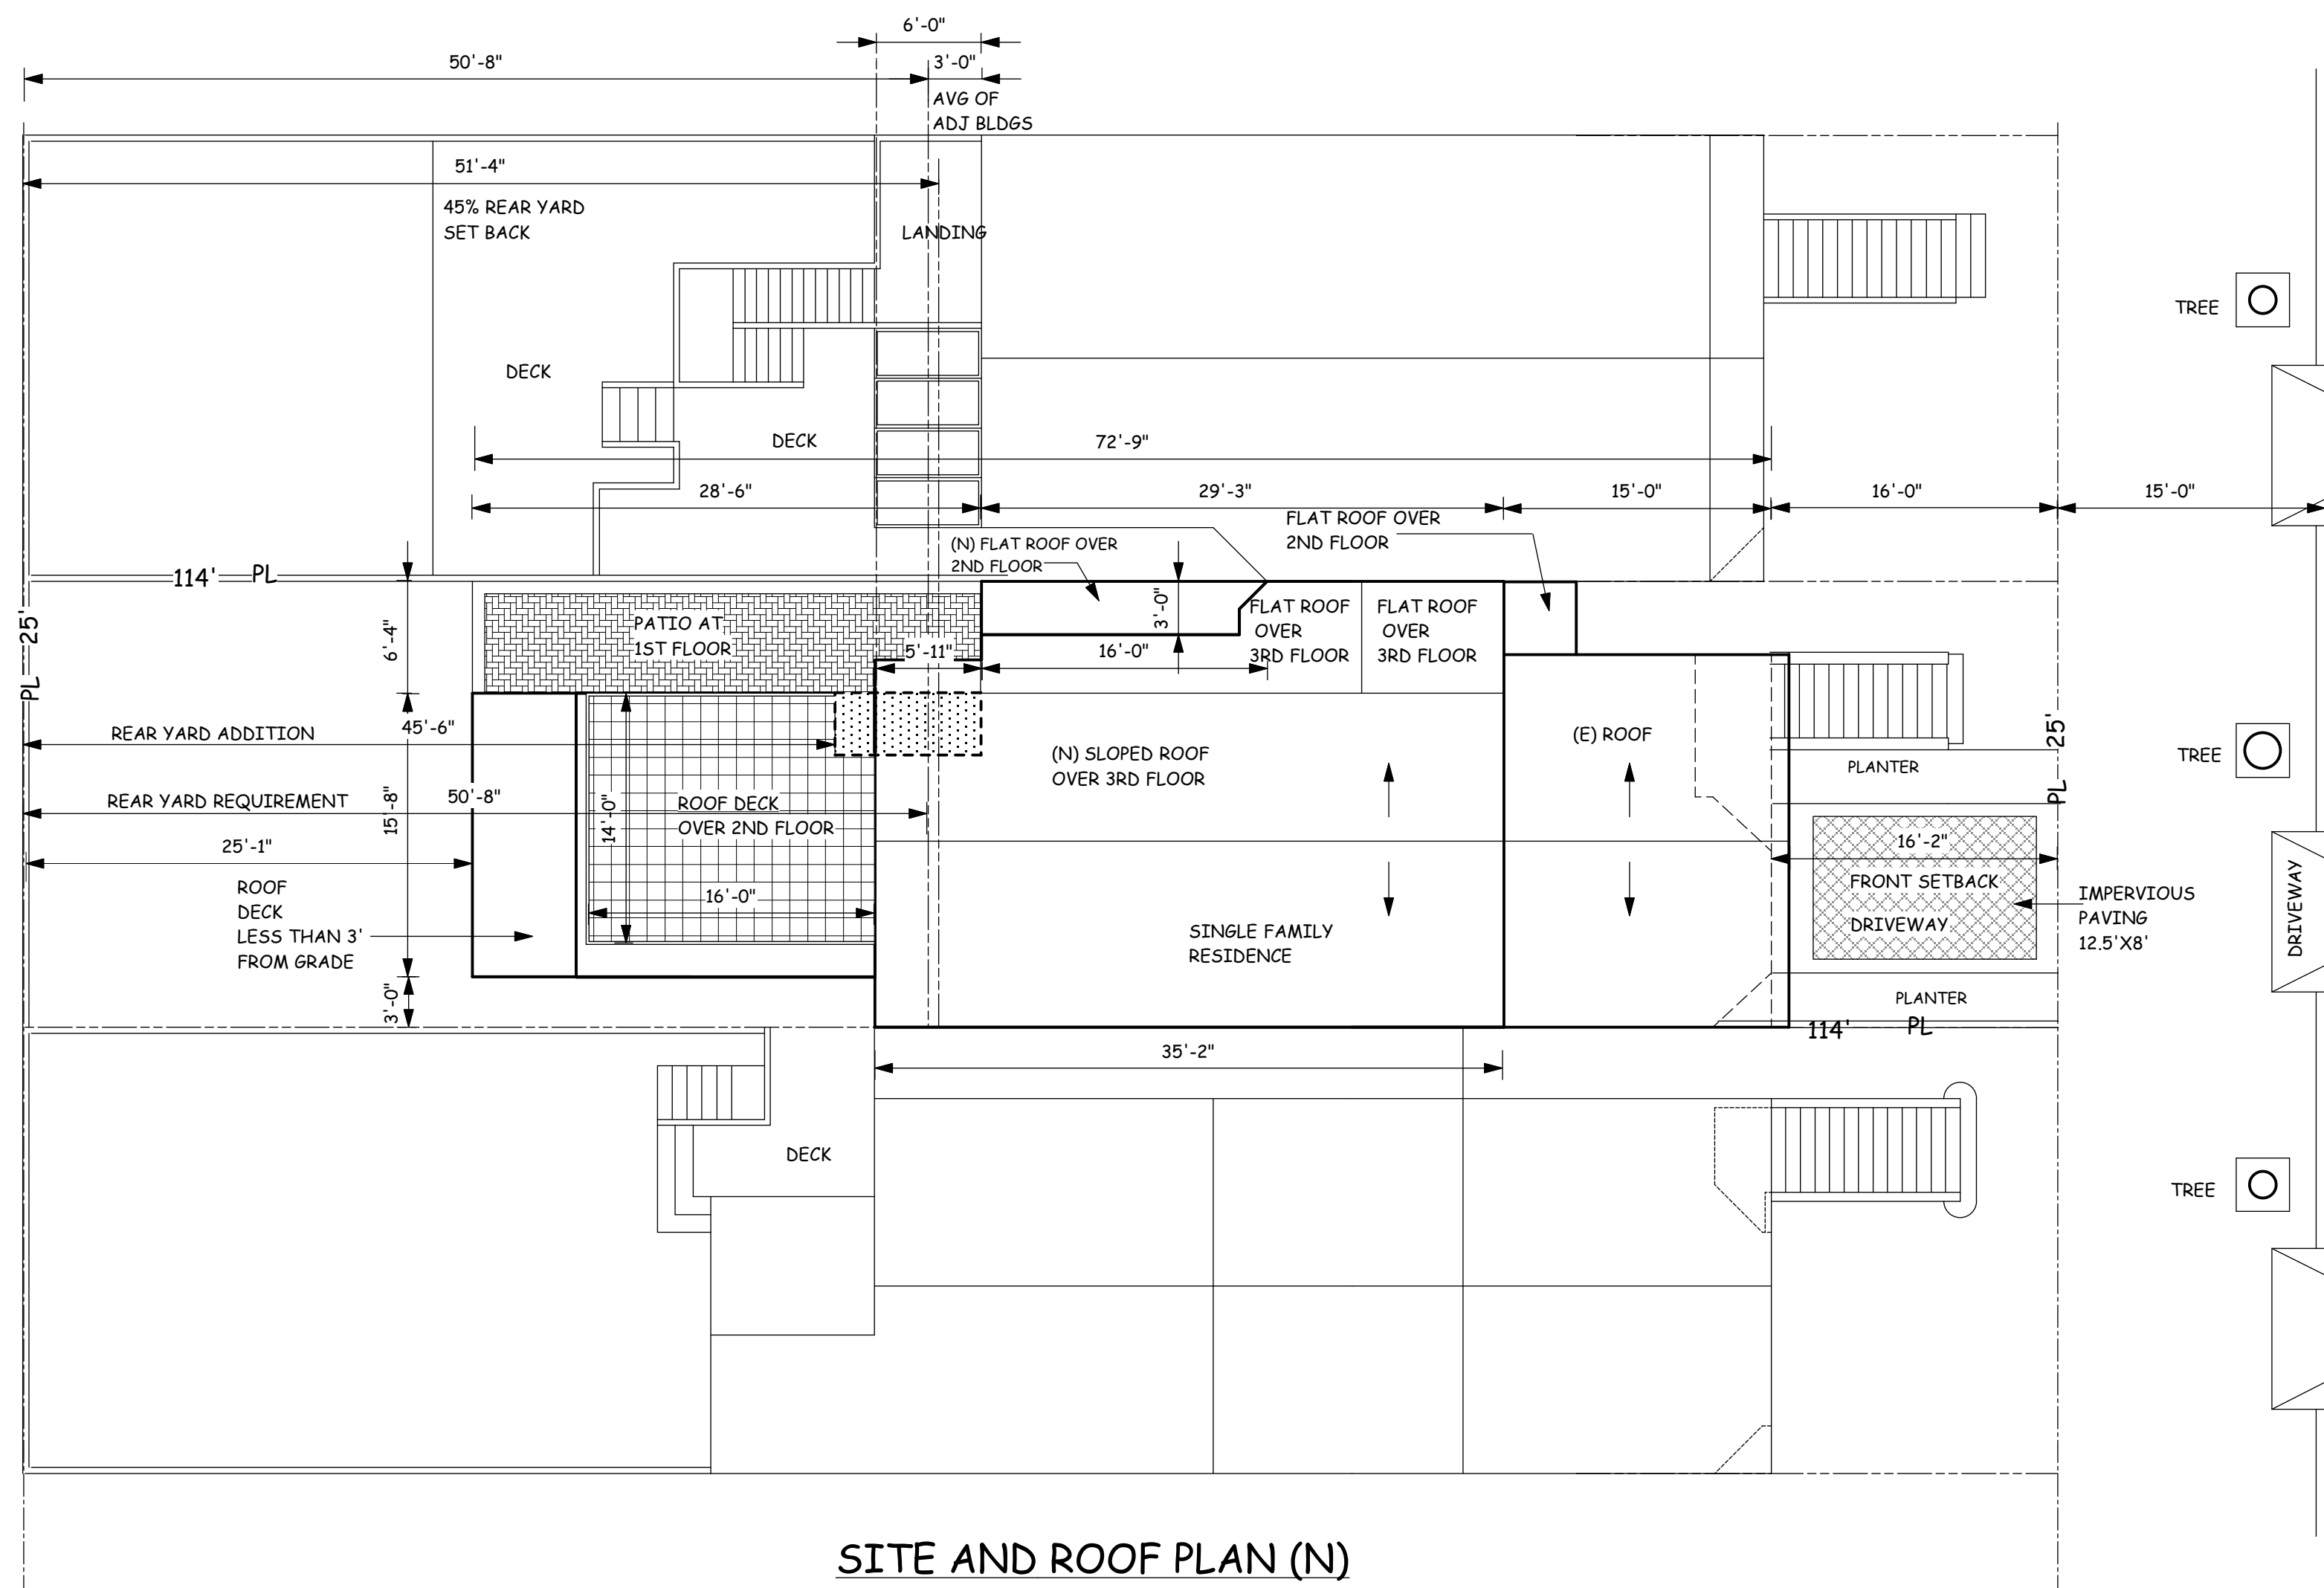 6'-0"
50'-8"
3'-0"
AVG OF
ADJ BLDGS
51'-4"
45% REAR YARD
SET BACK
LANDING
TREE
DECK
DECK
72'-9"
28'-6"
29'-3"
15'-0"
16'-0"
15'-0"
FLAT ROOF OVER
2ND FLOOR
(N) FLAT ROOF OVER
2ND FLOOR
114' PL
25'
PL
6'-4"
PATIO AT
1ST FLOOR
5'-11"
16'-0"
3'-0"
FLAT ROOF
OVER
3RD FLOOR
FLAT ROOF
OVER
3RD FLOOR
REAR YARD ADDITION
45'-6"
(N) SLOPED ROOF
OVER 3RD FLOOR
(E) ROOF
PLANTER
25'
PL
TREE
REAR YARD REQUIREMENT
50'-8"
15'-8"
14'-0"
ROOF DECK
OVER 2ND FLOOR
25'-1"
16'-2"
ROOF
DECK
LESS THAN 3'
FROM GRADE
16'-0"
SINGLE FAMILY
RESIDENCE
FRONT SETBACK
DRIVEWAY
IMPERVIOUS
PAVING
12.5'X8'
DRIVEWAY
3'-0"
PLANTER
114' PL
35'-2"
DECK
TREE
SITE AND ROOF PLAN (N)